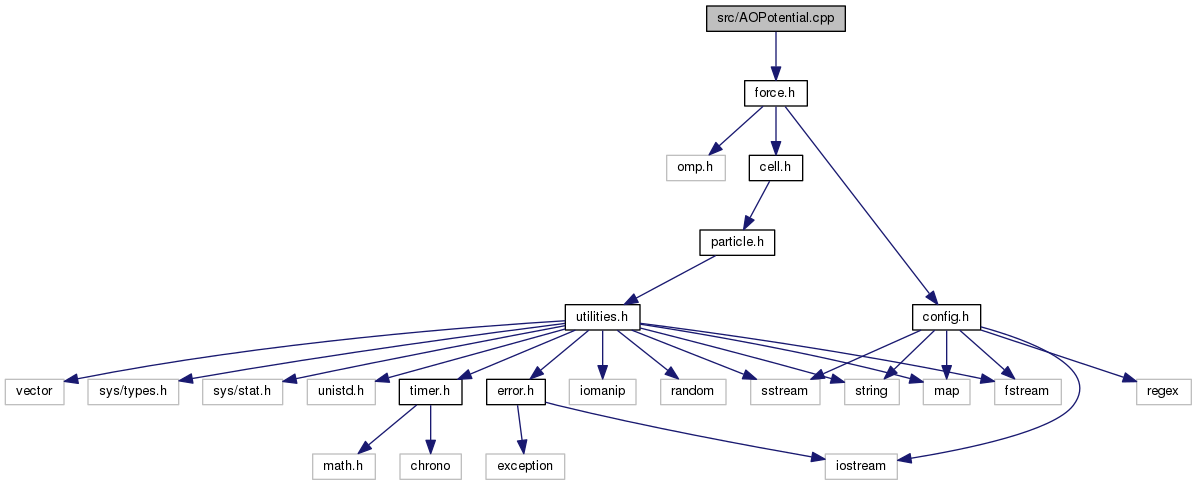 src/AOPotential.cpp
force.h
omp.h
cell.h
particle.h
utilities.h
config.h
vector
sys/types.h
sys/stat.h
unistd.h
timer.h
error.h
iomanip
random
sstream
string
map
fstream
regex
math.h
chrono
exception
iostream